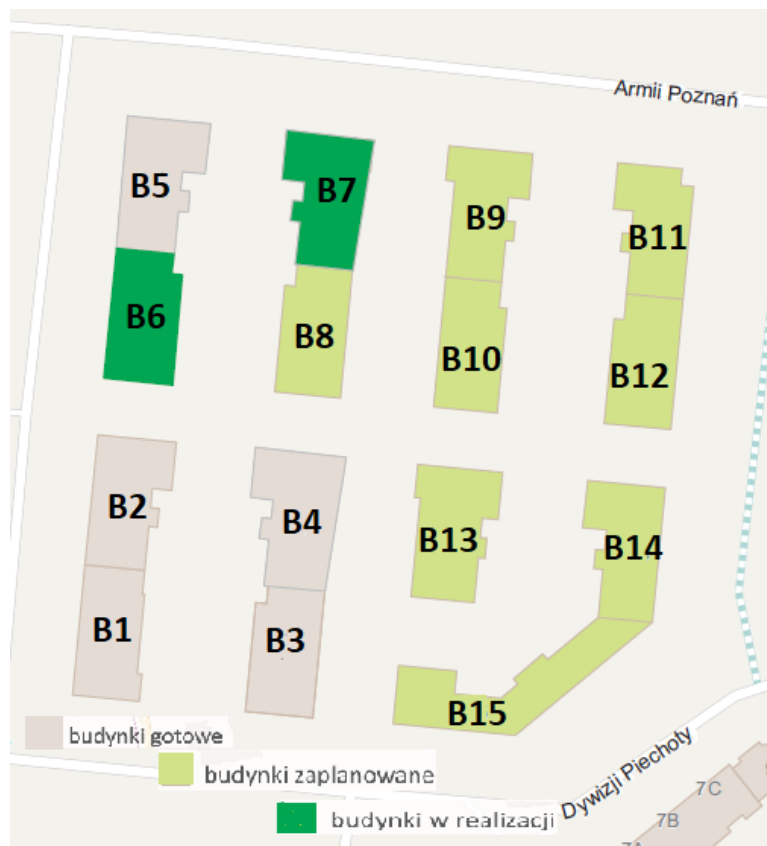 Armii Poznań
B5
B7
B9
B11
B6
B8
B10
B12
B2
B4
B13
B14
B1
B3
B15
budynki gotowe
budynki zaplanowane
budynki w realizacji
Dywizji Piechoty
7C
7B
7A